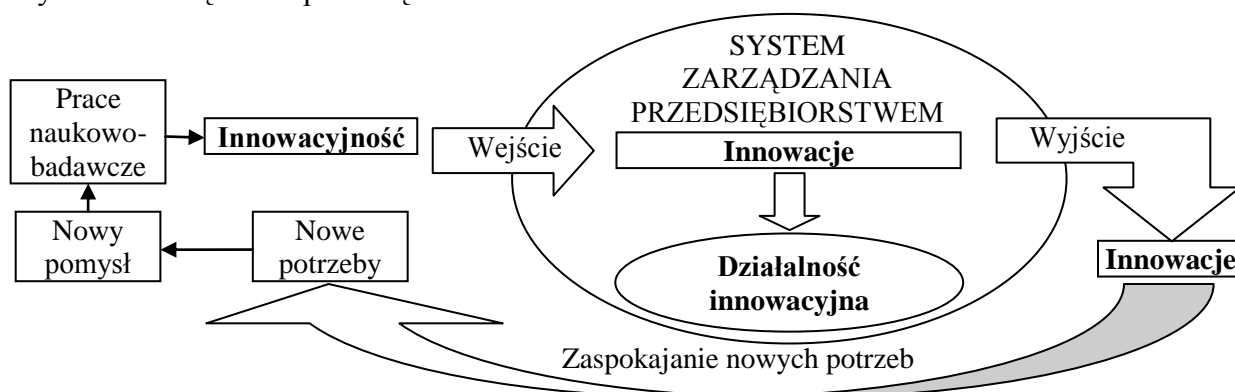 SYSTEM
ZARZĄDZANIA
PRZEDSIĘBIORSTWEM
Prace
naukowo-
badawcze
Innowacyjność
Wejście
Innowacje
Wyjście
Nowy
pomysł
Nowe
potrzeby
Działalność
innowacyjna
Innowacje
Zaspokajanie nowych potrzeb